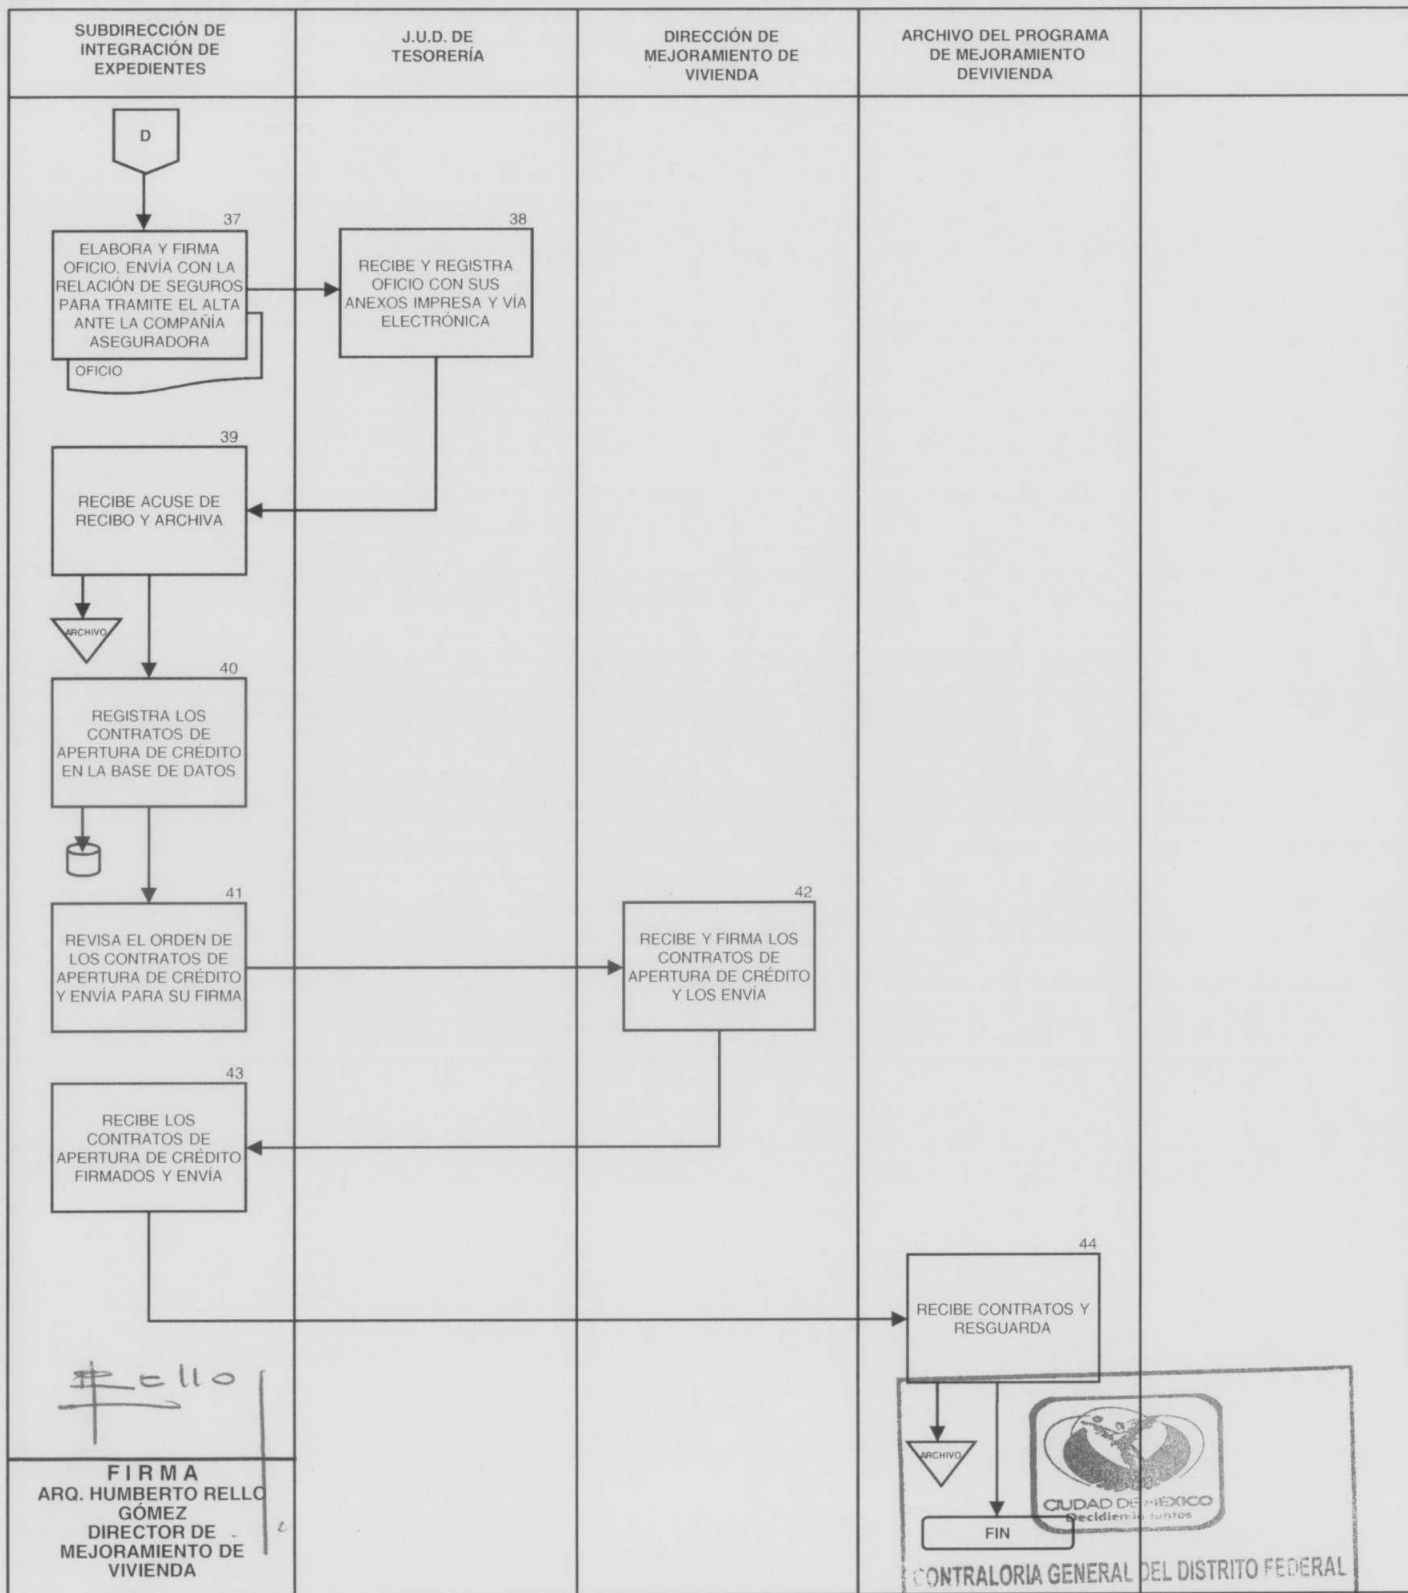 SUBDIRECCIÓN DE
INTEGRACIÓN DE
EXPEDIENTES
J.U.D. DE
TESORERÍA
DIRECCIÓN DE
MEJORAMIENTO DE
VIVIENDA
ARCHIVO DEL PROGRAMA
DE MEJORAMIENTO
DEVIVIENDA
D
37
ELABORA Y FIRMA
OFICIO. ENVÍA CON LA
RELACIÓN DE SEGUROS
PARA TRAMITE EL ALTA
ANTE LA COMPAÑÍA
ASEGURADORA
OFICIO
38
RECIBE Y REGISTRA
OFICIO CON SUS
ANEXOS IMPRESA Y VÍA
ELECTRÓNICA
39
RECIBE ACUSE DE
RECIBO Y ARCHIVA
ARCHIVO
40
REGISTRA LOS
CONTRATOS DE
APERTURA DE CRÉDITO
EN LA BASE DE DATOS
41
REVISA EL ORDEN DE
LOS CONTRATOS DE
APERTURA DE CRÉDITO
Y ENVÍA PARA SU FIRMA
42
RECIBE Y FIRMA LOS
CONTRATOS DE
APERTURA DE CRÉDITO
Y LOS ENVÍA
43
RECIBE LOS
CONTRATOS DE
APERTURA DE CRÉDITO
FIRMADOS Y ENVÍA
44
RECIBE CONTRATOS Y
RESGUARDA
ARCHIVO
FIN
FIRMA
ARQ. HUMBERTO RELLO
GÓMEZ
DIRECTOR DE
MEJORAMIENTO DE
VIVIENDA
CIUDAD DE MEXICO
Decidiendo Juntos
CONTRALORIA GENERAL DEL DISTRITO FEDERAL